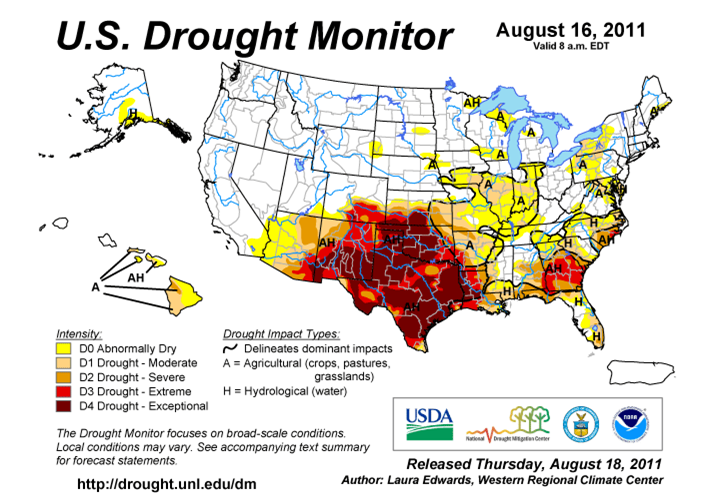 U.S. Drought Monitor
August 16, 2011
Valid 8 a.m. EDT
H
AH
A
A
A
A
A
A
A
A
AH
H
H
AH
AH
AH
A
AH
AH
H
H
H
A
AH
Intensity:
D0 Abnormally Dry
D1 Drought - Moderate
D2 Drought - Severe
D3 Drought - Extreme
D4 Drought - Exceptional
Drought Impact Types:
Delineates dominant impacts
A = Agricultural (crops, pastures,
grasslands)
H = Hydrological (water)
The Drought Monitor focuses on broad-scale conditions.
Local conditions may vary. See accompanying text summary
for forecast statements.
http://drought.unl.edu/dm
USDA
National Drought Mitigation Center
NOAA
Released Thursday, August 18, 2011
Author: Laura Edwards, Western Regional Climate Center